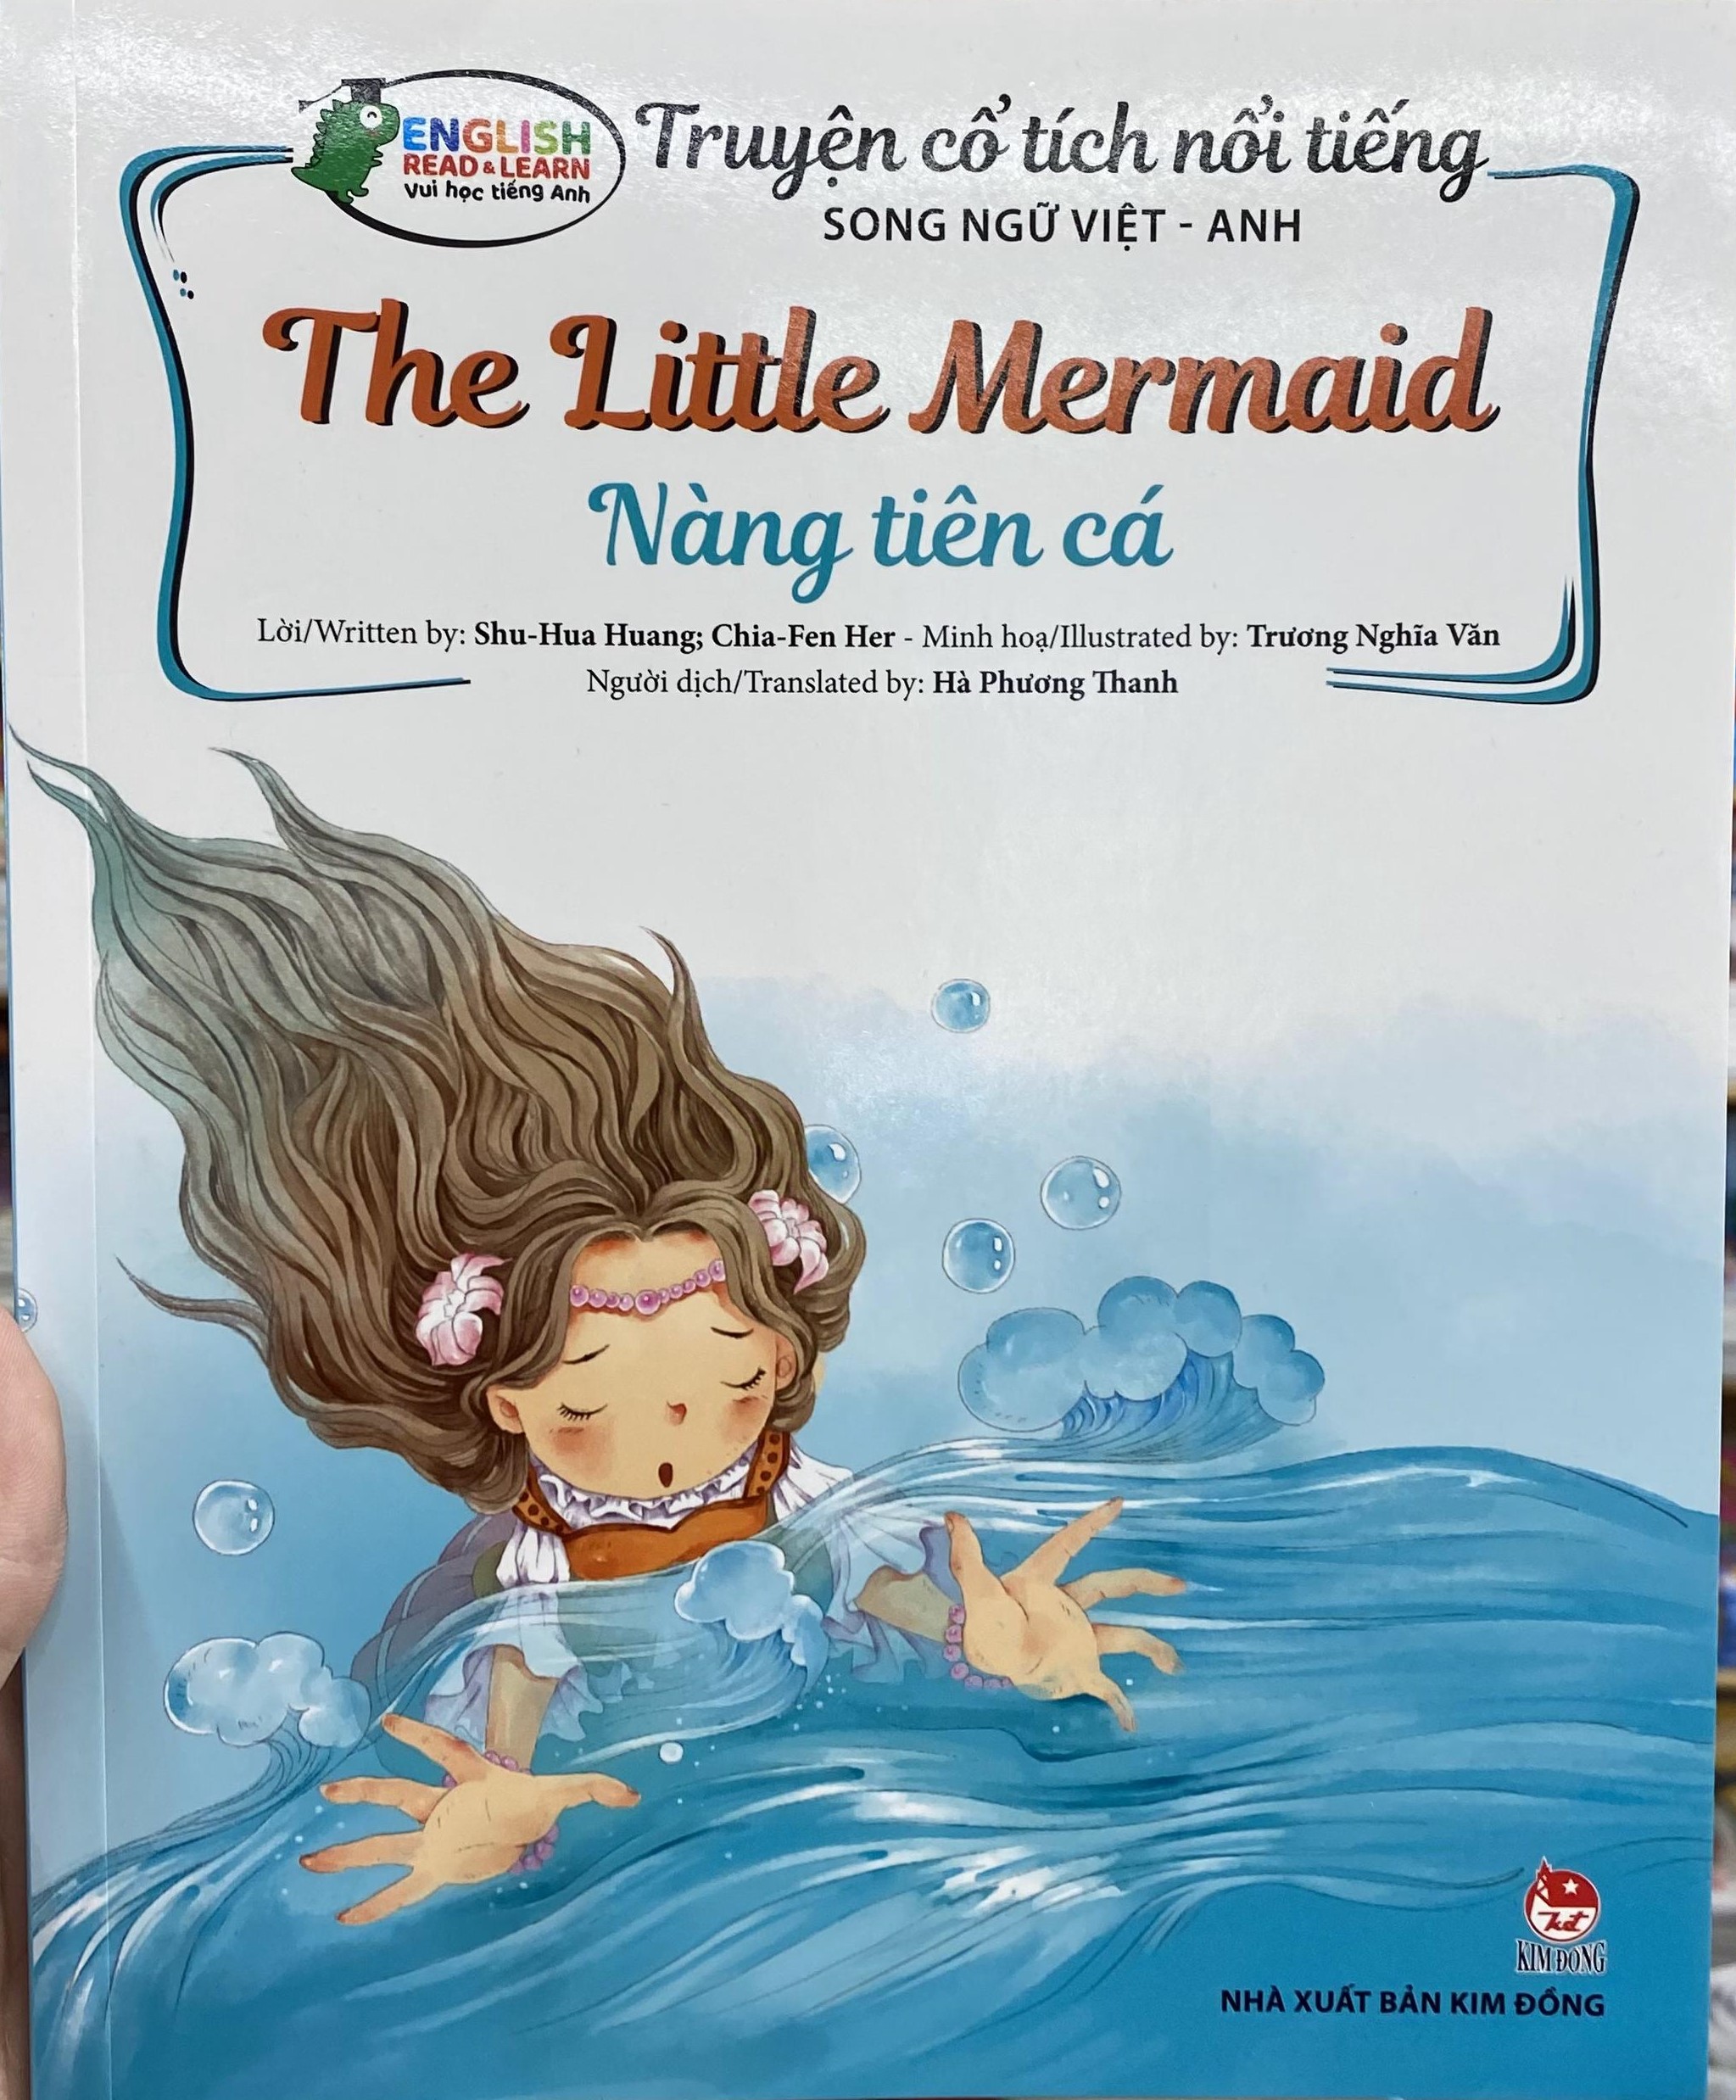 ENGLISH
READ & LEARN
Vui học tiếng Anh
Truyện cổ tích nổi tiếng
SONG NGỮ VIỆT - ANH
The Little Mermaid
Nàng tiên cá
Lời/Written by: Shu-Hua Huang; Chia-Fen Her - Minh hoạ/Illustrated by: Trương Nghĩa Văn
Người dịch/Translated by: Hà Phương Thanh
Kđ
KIM ĐỒNG
NHÀ XUẤT BẢN KIM ĐỒNG